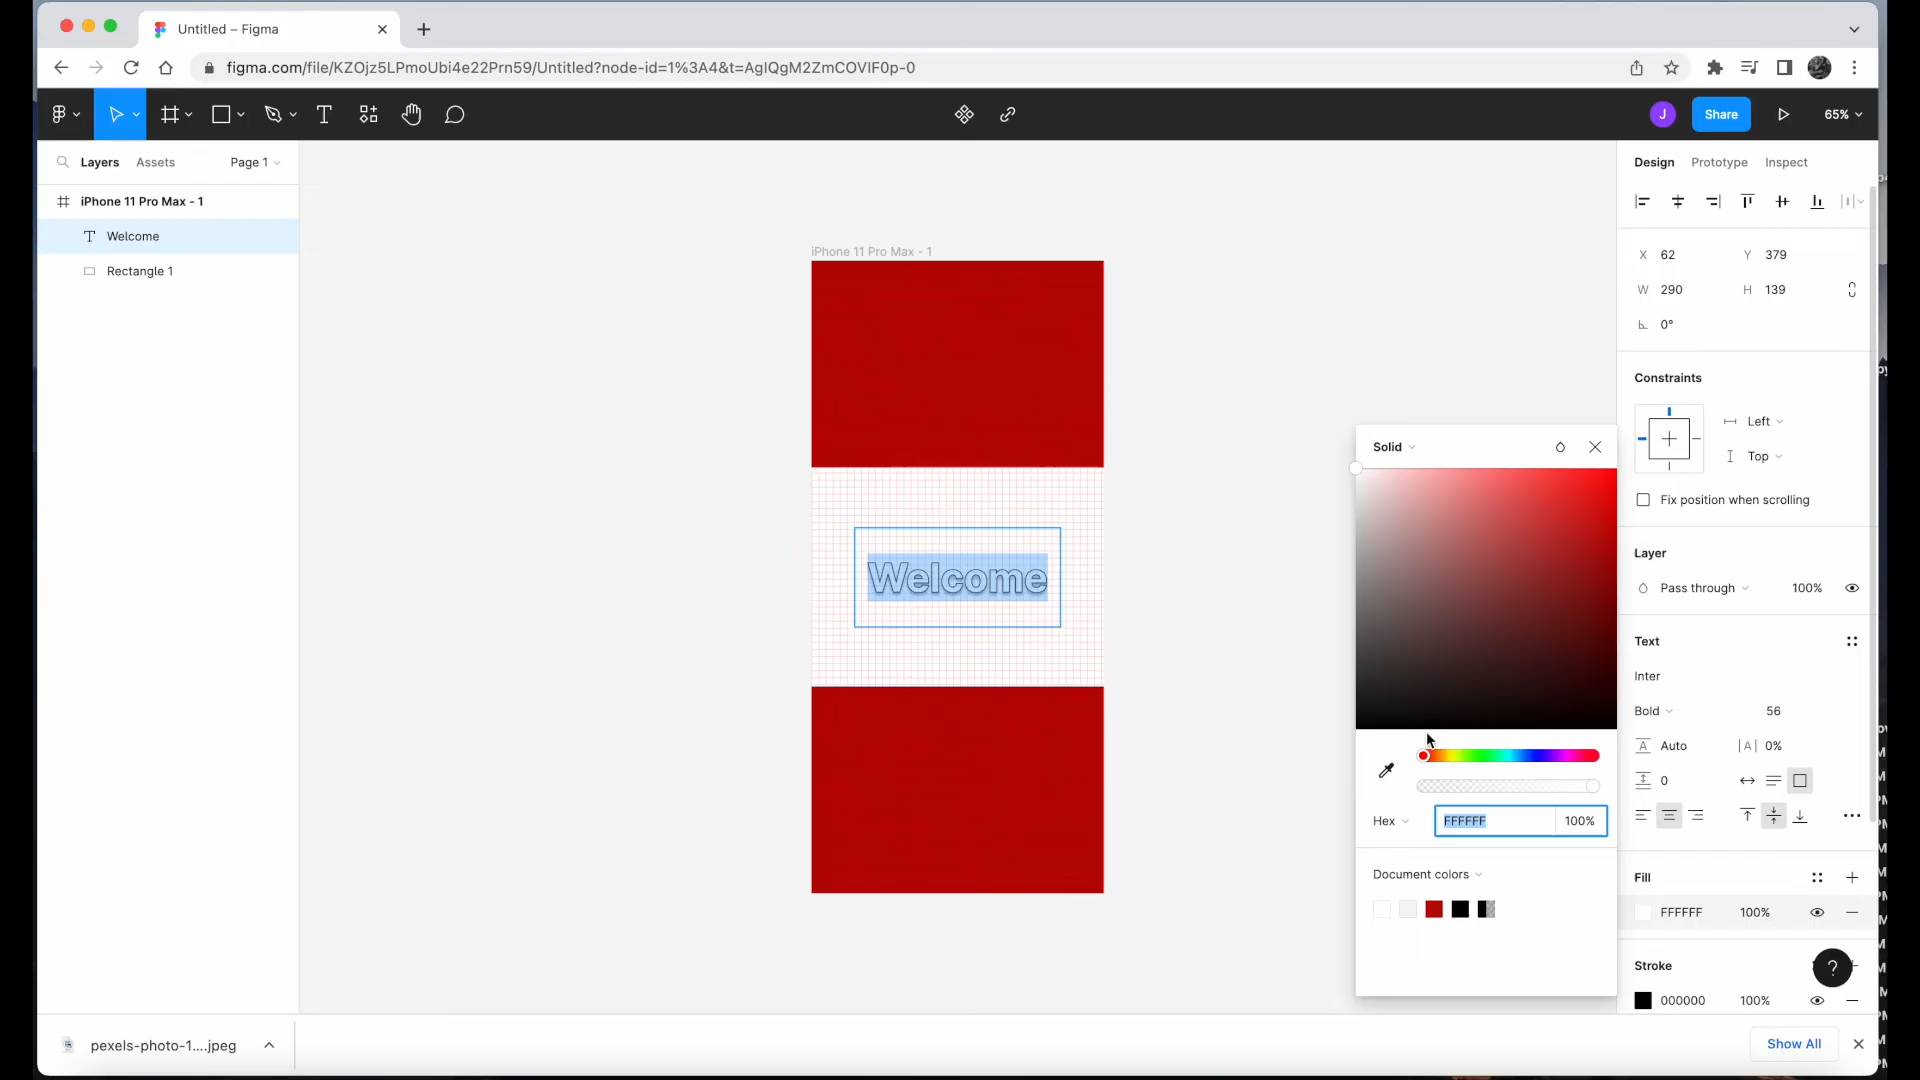 Untitled – Figma
figma.com/file/KZOjz5LPmoUbi4e22Prn59/Untitled?node-id=1%3A4&t=AgIQgM2ZmCOVIF0p-0
J
Share
65%
Layers
Assets
Page 1
Design
Prototype
Inspect
iPhone 11 Pro Max - 1
Welcome
Rectangle 1
iPhone 11 Pro Max - 1
Welcome
X 62
Y 379
W 290
H 139
0°
Constraints
Left
Top
Fix position when scrolling
Layer
Pass through
100%
Text
Inter
Bold
56
A Auto
|A| 0%
0
Fill
FFFFFF
100%
Stroke
000000
100%
?
Solid
Hex
FFFFFF
100%
Document colors
pexels-photo-1....jpeg
Show All